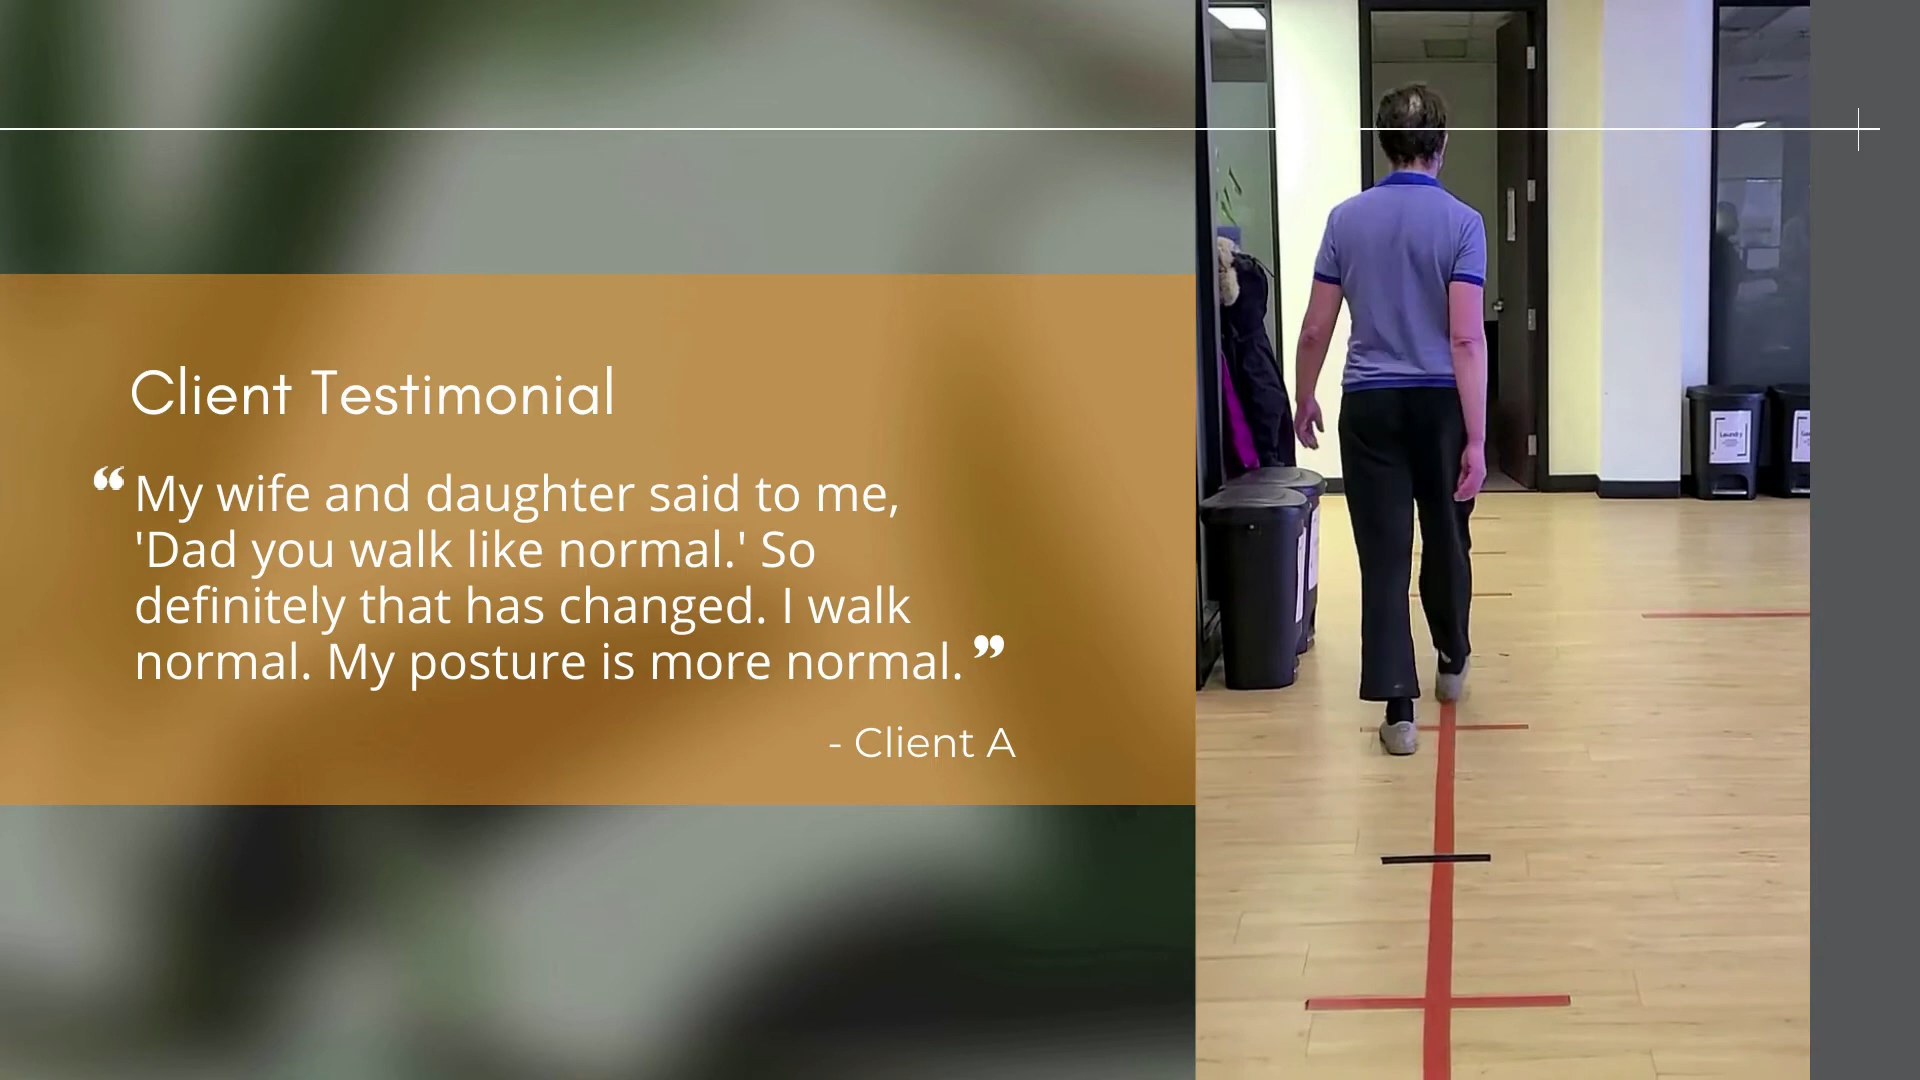 Client Testimonial
❝ My wife and daughter said to me,
'Dad you walk like normal.' So
definitely that has changed. I walk
normal. My posture is more normal. ❞
- Client A
Laundry